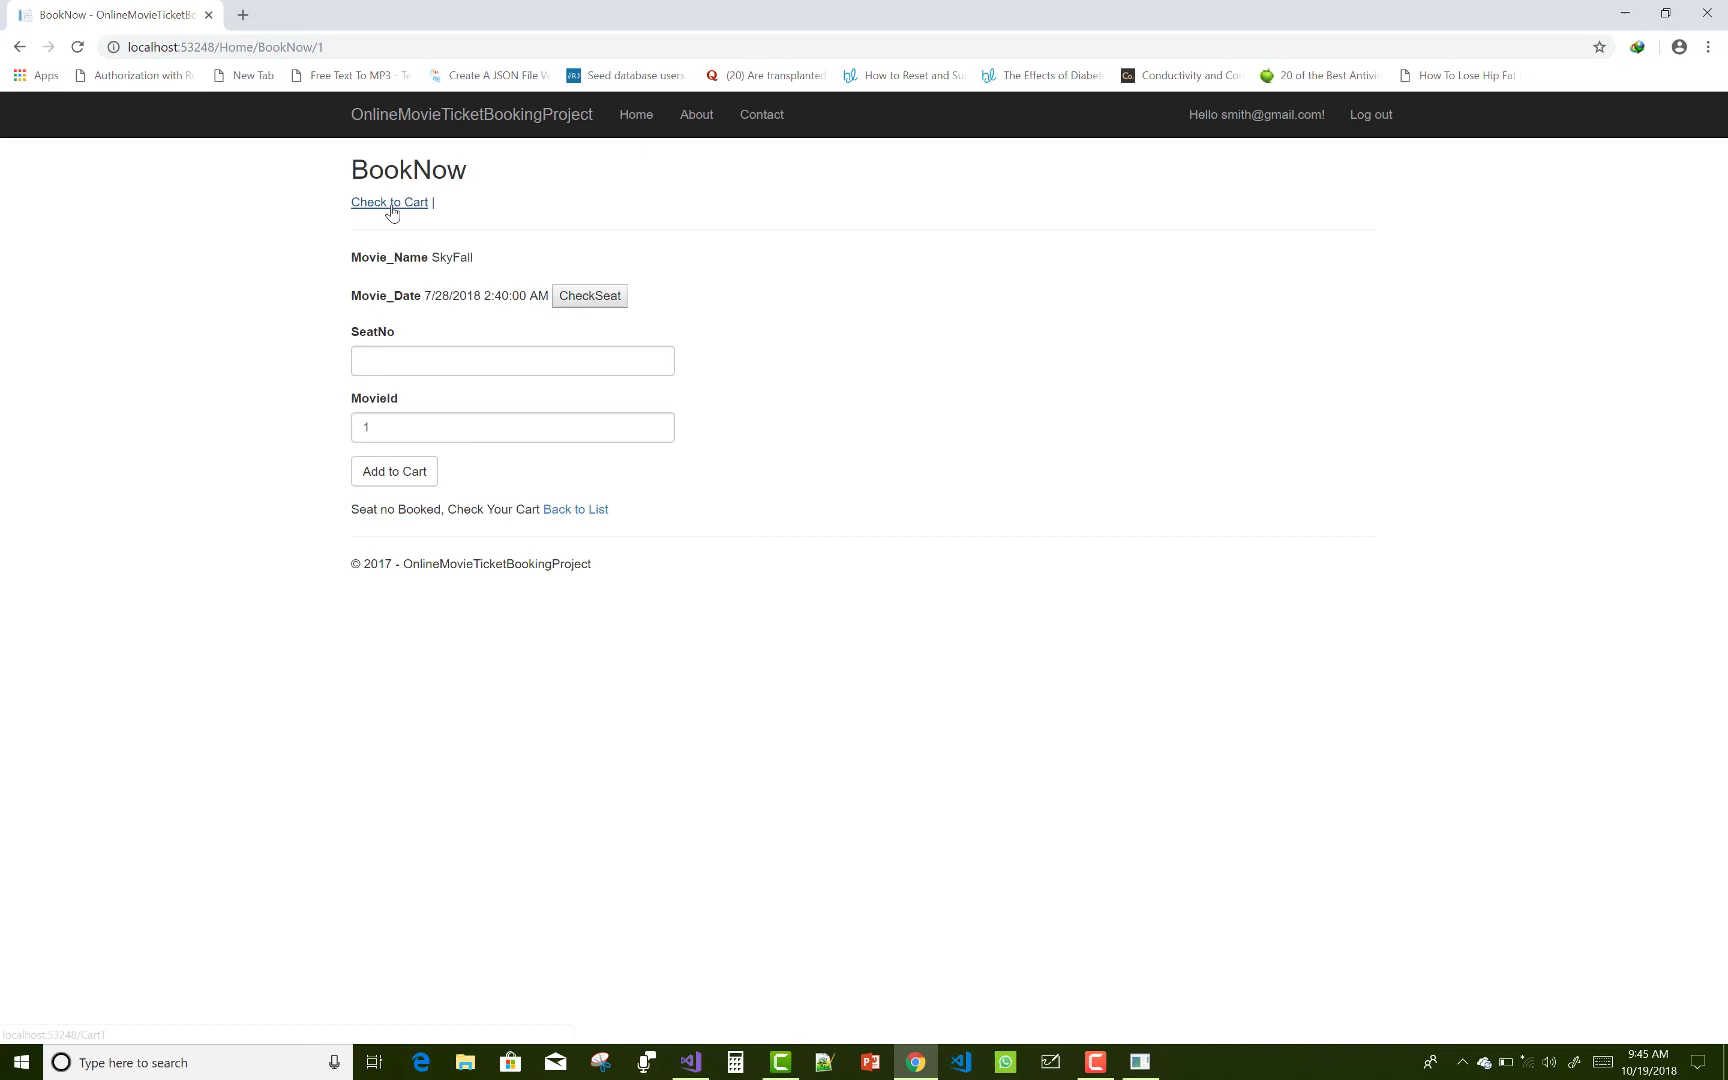 BookNow - OnlineMovieTicketBo
localhost:53248/Home/BookNow/1
Apps Authorization with R New Tab Free Text To MP3 - Te Create A JSON File W Seed database users (20) Are transplanted How to Reset and Su The Effects of Diabet Conductivity and Con 20 of the Best Antivi How To Lose Hip Fat
OnlineMovieTicketBookingProject Home About Contact Hello smith@gmail.com! Log out
BookNow
Check to Cart |
Movie_Name SkyFall
Movie_Date 7/28/2018 2:40:00 AM CheckSeat
SeatNo
MovieId
1
Add to Cart
Seat no Booked, Check Your Cart Back to List
© 2017 - OnlineMovieTicketBookingProject
localhost:53248/CartT
Type here to search
9:45 AM
10/19/2018